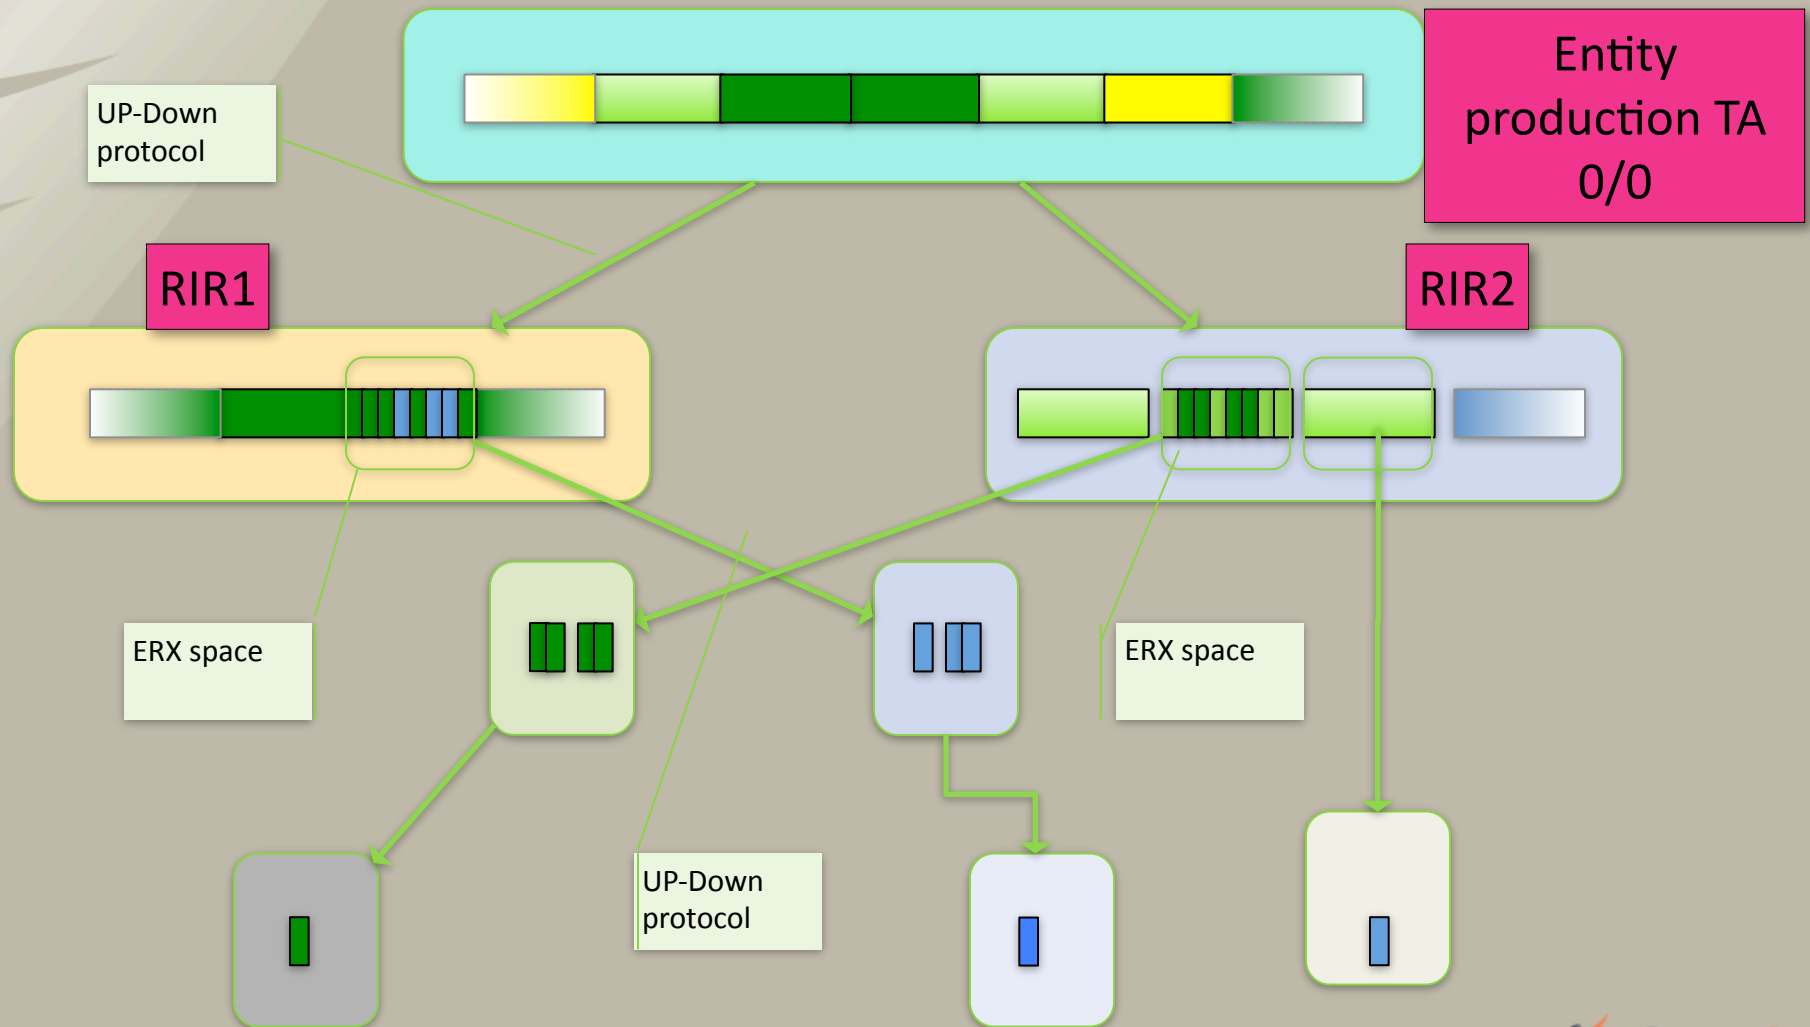 Entity
production TA
0/0
UP-Down
protocol
RIR1
RIR2
ERX space
ERX space
UP-Down
protocol